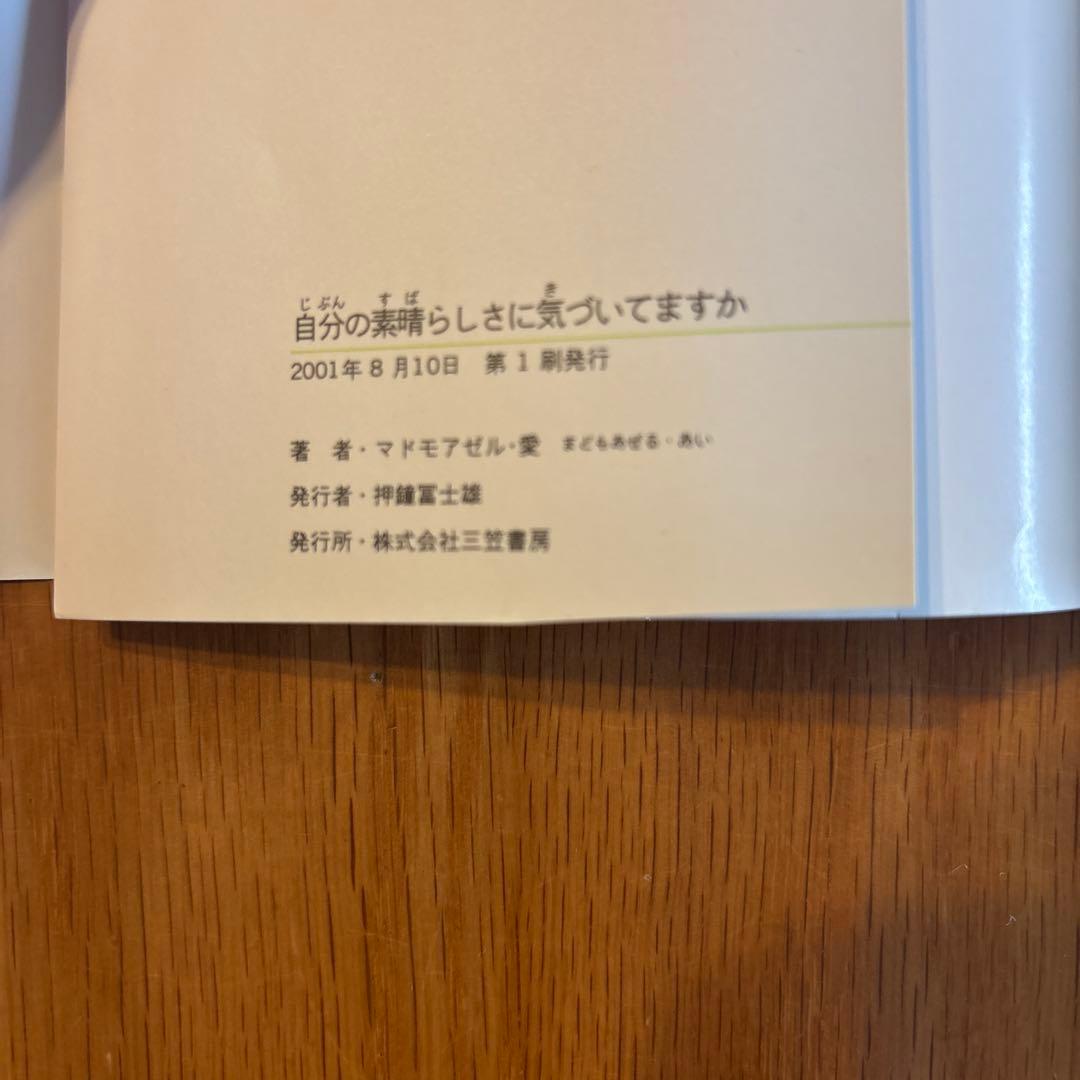 じぶん すば き
自分の素晴らしさに気づいてますか
2001年8月10日 第1刷発行
著 者・マドモアゼル・愛 まどもあぜる・あい
発行者・押鐘冨士雄
発行所・株式会社三笠書房